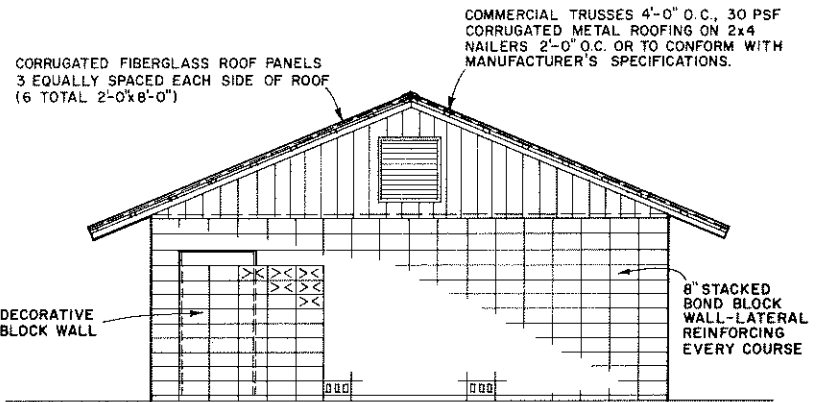 COMMERCIAL TRUSSES 4'-0" O.C., 30 PSF
CORRUGATED METAL ROOFING ON 2x4
NAILERS 2'-0" O.C. OR TO CONFORM WITH
MANUFACTURER'S SPECIFICATIONS.
CORRUGATED FIBERGLASS ROOF PANELS
3 EQUALLY SPACED EACH SIDE OF ROOF
(6 TOTAL 2'-0"x8'-0")
DECORATIVE
BLOCK WALL
8" STACKED
BOND BLOCK
WALL-LATERAL
REINFORCING
EVERY COURSE